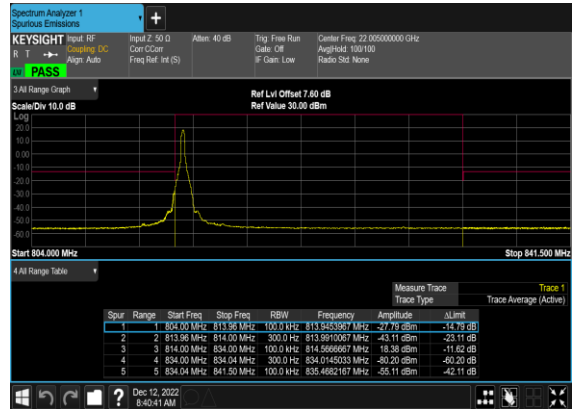 Spectrum Analyzer 1
Spurious Emissions
KEYSIGHT Input: RF Input Z: 50 Ω Atten: 40 dB Trig: Free Run Center Freq: 22.005000000 GHz
R T Coupling: DC Corr CCorr Gate: Off Avg|Hold: 100/100
Align: Auto Freq Ref: Int (S) IF Gain: Low Radio Std: None
PASS
3 All Range Graph
Ref Lvl Offset 7.60 dB
Scale/Div 10.0 dB Ref Value 30.00 dBm
Log
20.0
10.0
0.00
-10.0
-20.0
-30.0
-40.0
-50.0
-60.0
Start 804.000 MHz Stop 841.500 MHz
4 All Range Table
Measure Trace Trace 1
Trace Type Trace Average (Active)
Spur Range Start Freq Stop Freq RBW Frequency Amplitude ΔLimit
1 1 804.00 MHz 813.96 MHz 100.0 kHz 813.9453967 MHz -27.79 dBm -14.79 dB
2 2 813.96 MHz 814.00 MHz 300.0 Hz 813.9910067 MHz -43.11 dBm -23.11 dB
3 3 814.00 MHz 834.00 MHz 100.0 kHz 814.5666667 MHz 18.38 dBm -11.62 dB
4 4 834.00 MHz 834.04 MHz 300.0 Hz 834.0145033 MHz -80.20 dBm -60.20 dB
5 5 834.04 MHz 841.50 MHz 100.0 kHz 835.4682167 MHz -55.11 dBm -42.11 dB
Dec 12, 2022
8:40:41 AM